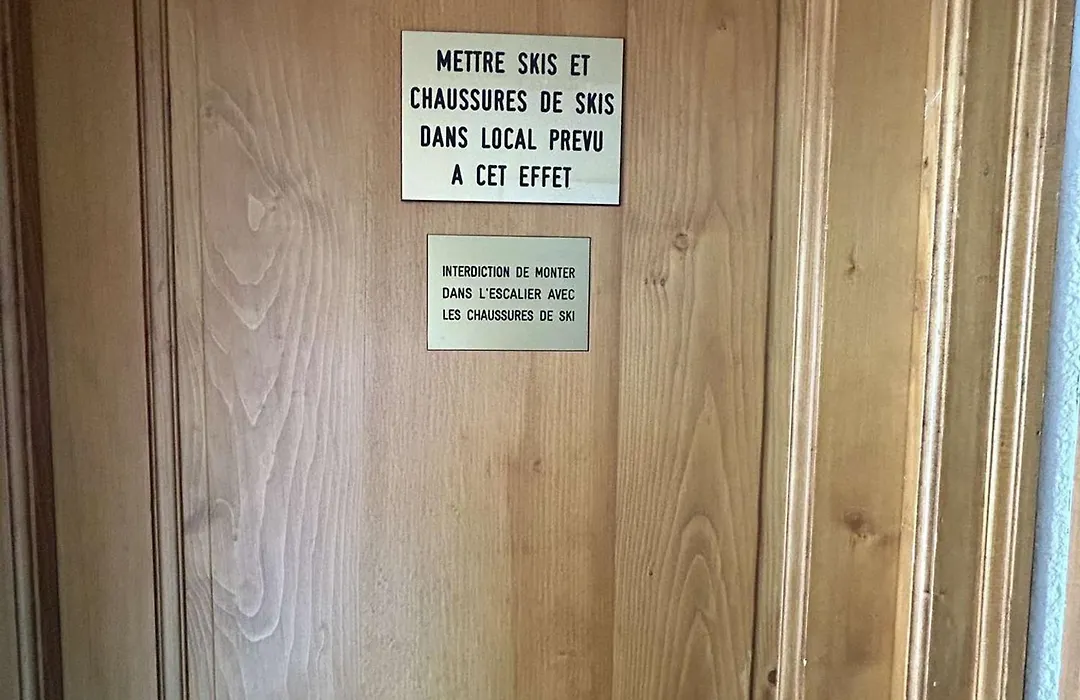 METTRE SKIS ET
CHAUSSURES DE SKIS
DANS LOCAL PREVU
A CET EFFET
INTERDICTION DE MONTER
DANS L'ESCALIER AVEC
LES CHAUSSURES DE SKI